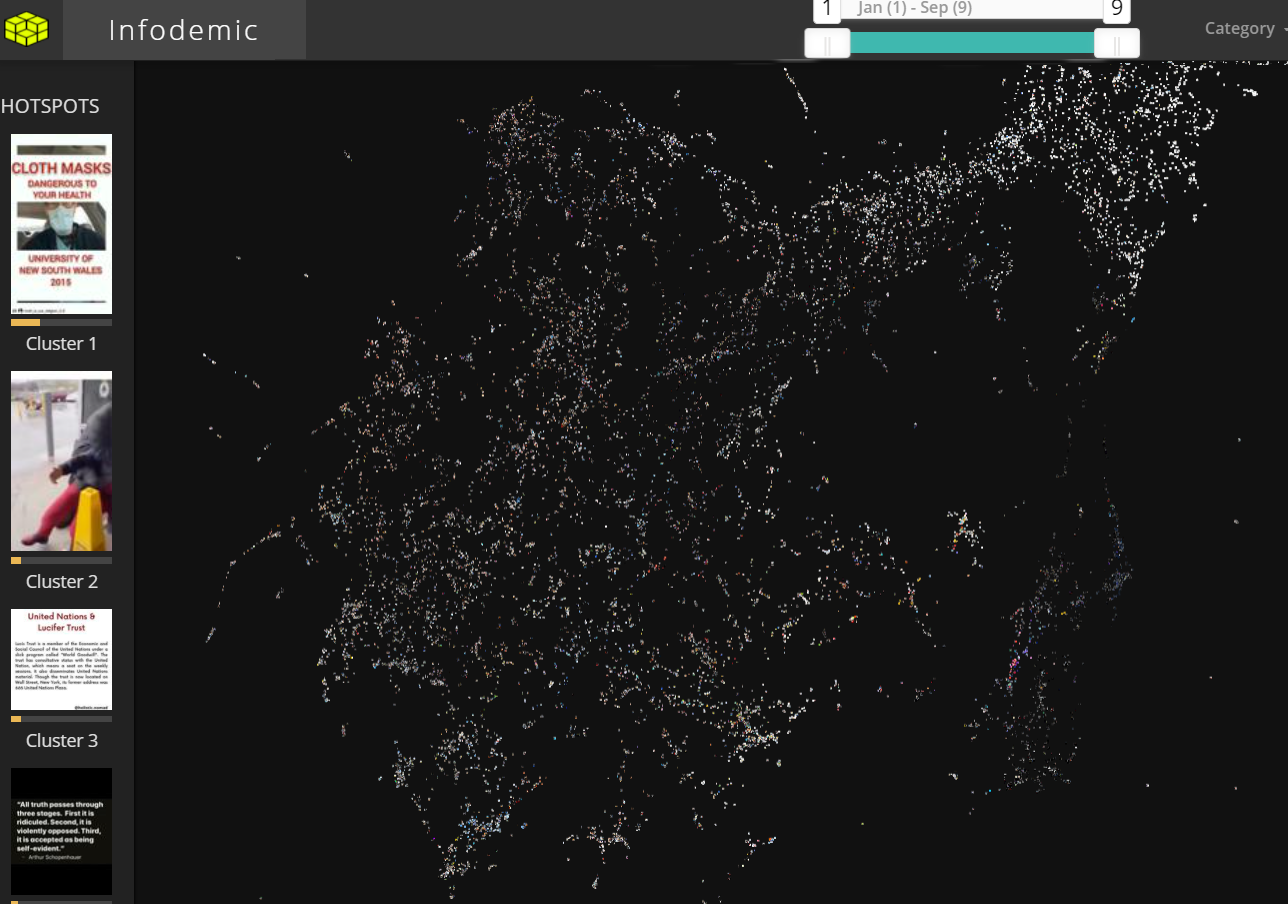 Infodemic
1
Jan (1) - Sep (9)
9
Category
HOTSPOTS
CLOTH MASKS
DANGEROUS TO
YOUR HEALTH
UNIVERSITY OF
NEW SOUTH WALES
2015
Cluster 1
Cluster 2
United Nations &
Lucifer Trust
Lucis Trust is a member of the Economic and
Social Council of the United Nations under a
slick program called "World Goodwill". The
trust has consultative status with the United
Nation, which means a seat on the weekly
sessions. It also disseminates United Nations
material. Though the trust is now located on
Wall Street, New York, its former address was
666 United Nations Plaza.
@holistic.nomad
Cluster 3
"All truth passes through
three stages. First it is
ridiculed. Second, it is
violently opposed. Third,
it is accepted as being
self-evident."
- Arthur Schopenhauer